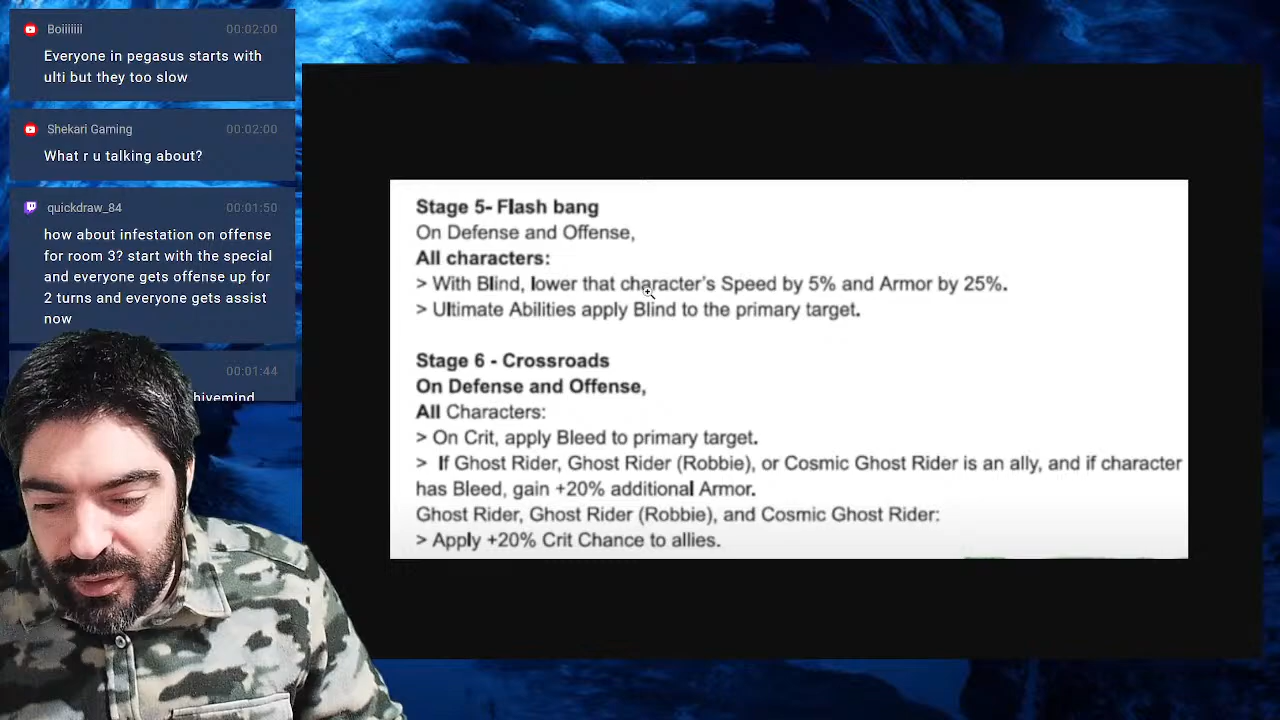 Boiiiiiii
00:02:00
Everyone in pegasus starts with
ulti but they too slow
Shekari Gaming
00:02:00
What r u talking about?
quickdraw_84
00:01:50
how about infestation on offense
for room 3? start with the special
and everyone gets offense up for
2 turns and everyone gets assist
now
00:01:44
hivemind
Stage 5- Flash bang
On Defense and Offense,
All characters:
> With Blind, lower that character's Speed by 5% and Armor by 25%.
> Ultimate Abilities apply Blind to the primary target.
Stage 6 - Crossroads
On Defense and Offense,
All Characters:
> On Crit, apply Bleed to primary target.
> If Ghost Rider, Ghost Rider (Robbie), or Cosmic Ghost Rider is an ally, and if character
has Bleed, gain +20% additional Armor.
Ghost Rider, Ghost Rider (Robbie), and Cosmic Ghost Rider:
> Apply +20% Crit Chance to allies.